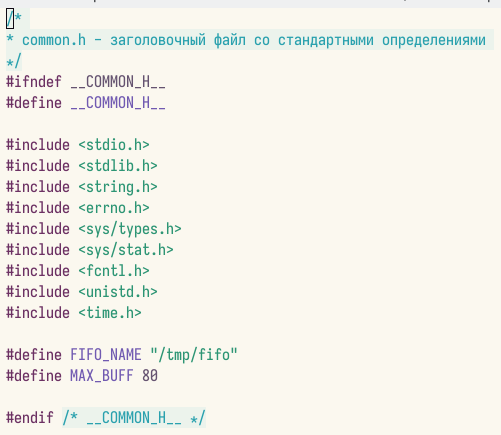 /*
* common.h – заголовочный файл со стандартными определениями
*/
#ifndef __COMMON_H__
#define __COMMON_H__
#include <stdio.h>
#include <stdlib.h>
#include <string.h>
#include <errno.h>
#include <sys/types.h>
#include <sys/stat.h>
#include <fcntl.h>
#include <unistd.h>
#include <time.h>
#define FIFO_NAME "/tmp/fifo"
#define MAX_BUFF 80
#endif /* __COMMON_H__ */